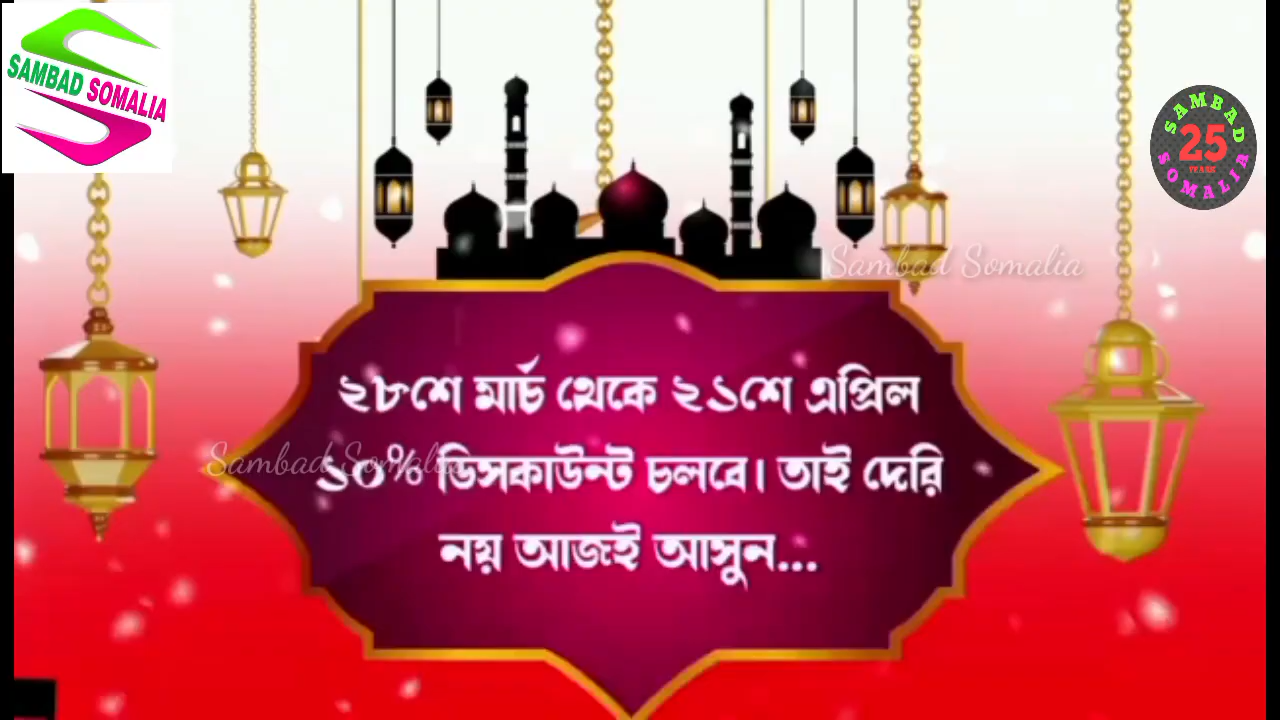 SAMBAD SOMALIA
SAMBAD
25
YEARS
SOMALIA
Sambad Somalia
২৮শে মার্চ থেকে ২১শে এপ্রিল
Sambad Somalia
১০% ডিসকাউন্ট চলবে। তাই দেরি
নয় আজই আসুন...